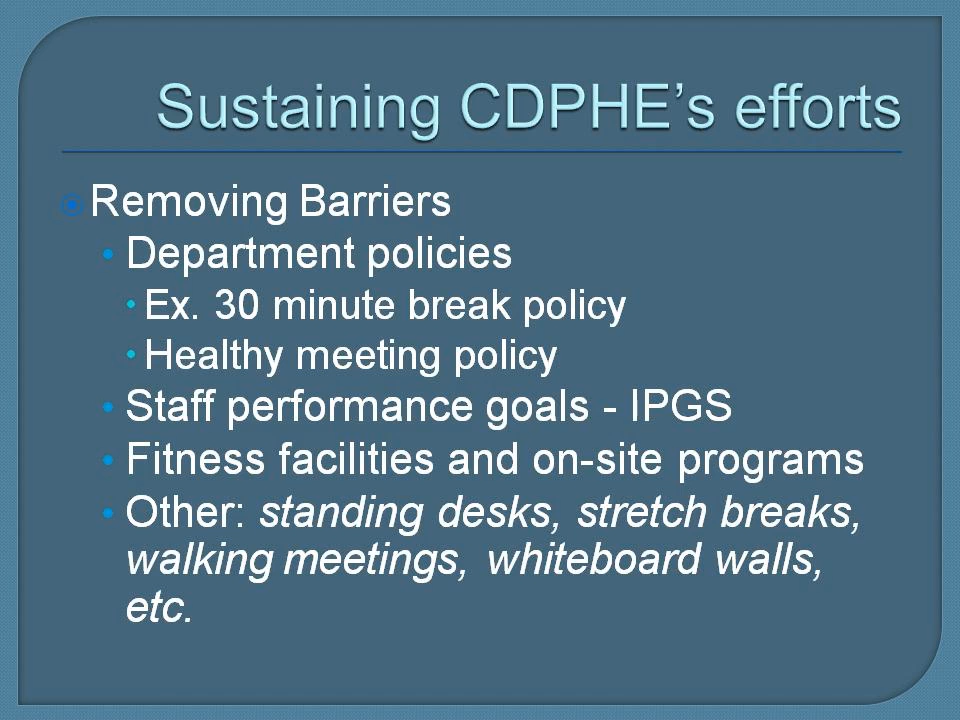 Sustaining CDPHE’s efforts
Removing Barriers
• Department policies
• Ex. 30 minute break policy
• Healthy meeting policy
• Staff performance goals - IPGS
• Fitness facilities and on-site programs
• Other: standing desks, stretch breaks,
walking meetings, whiteboard walls,
etc.